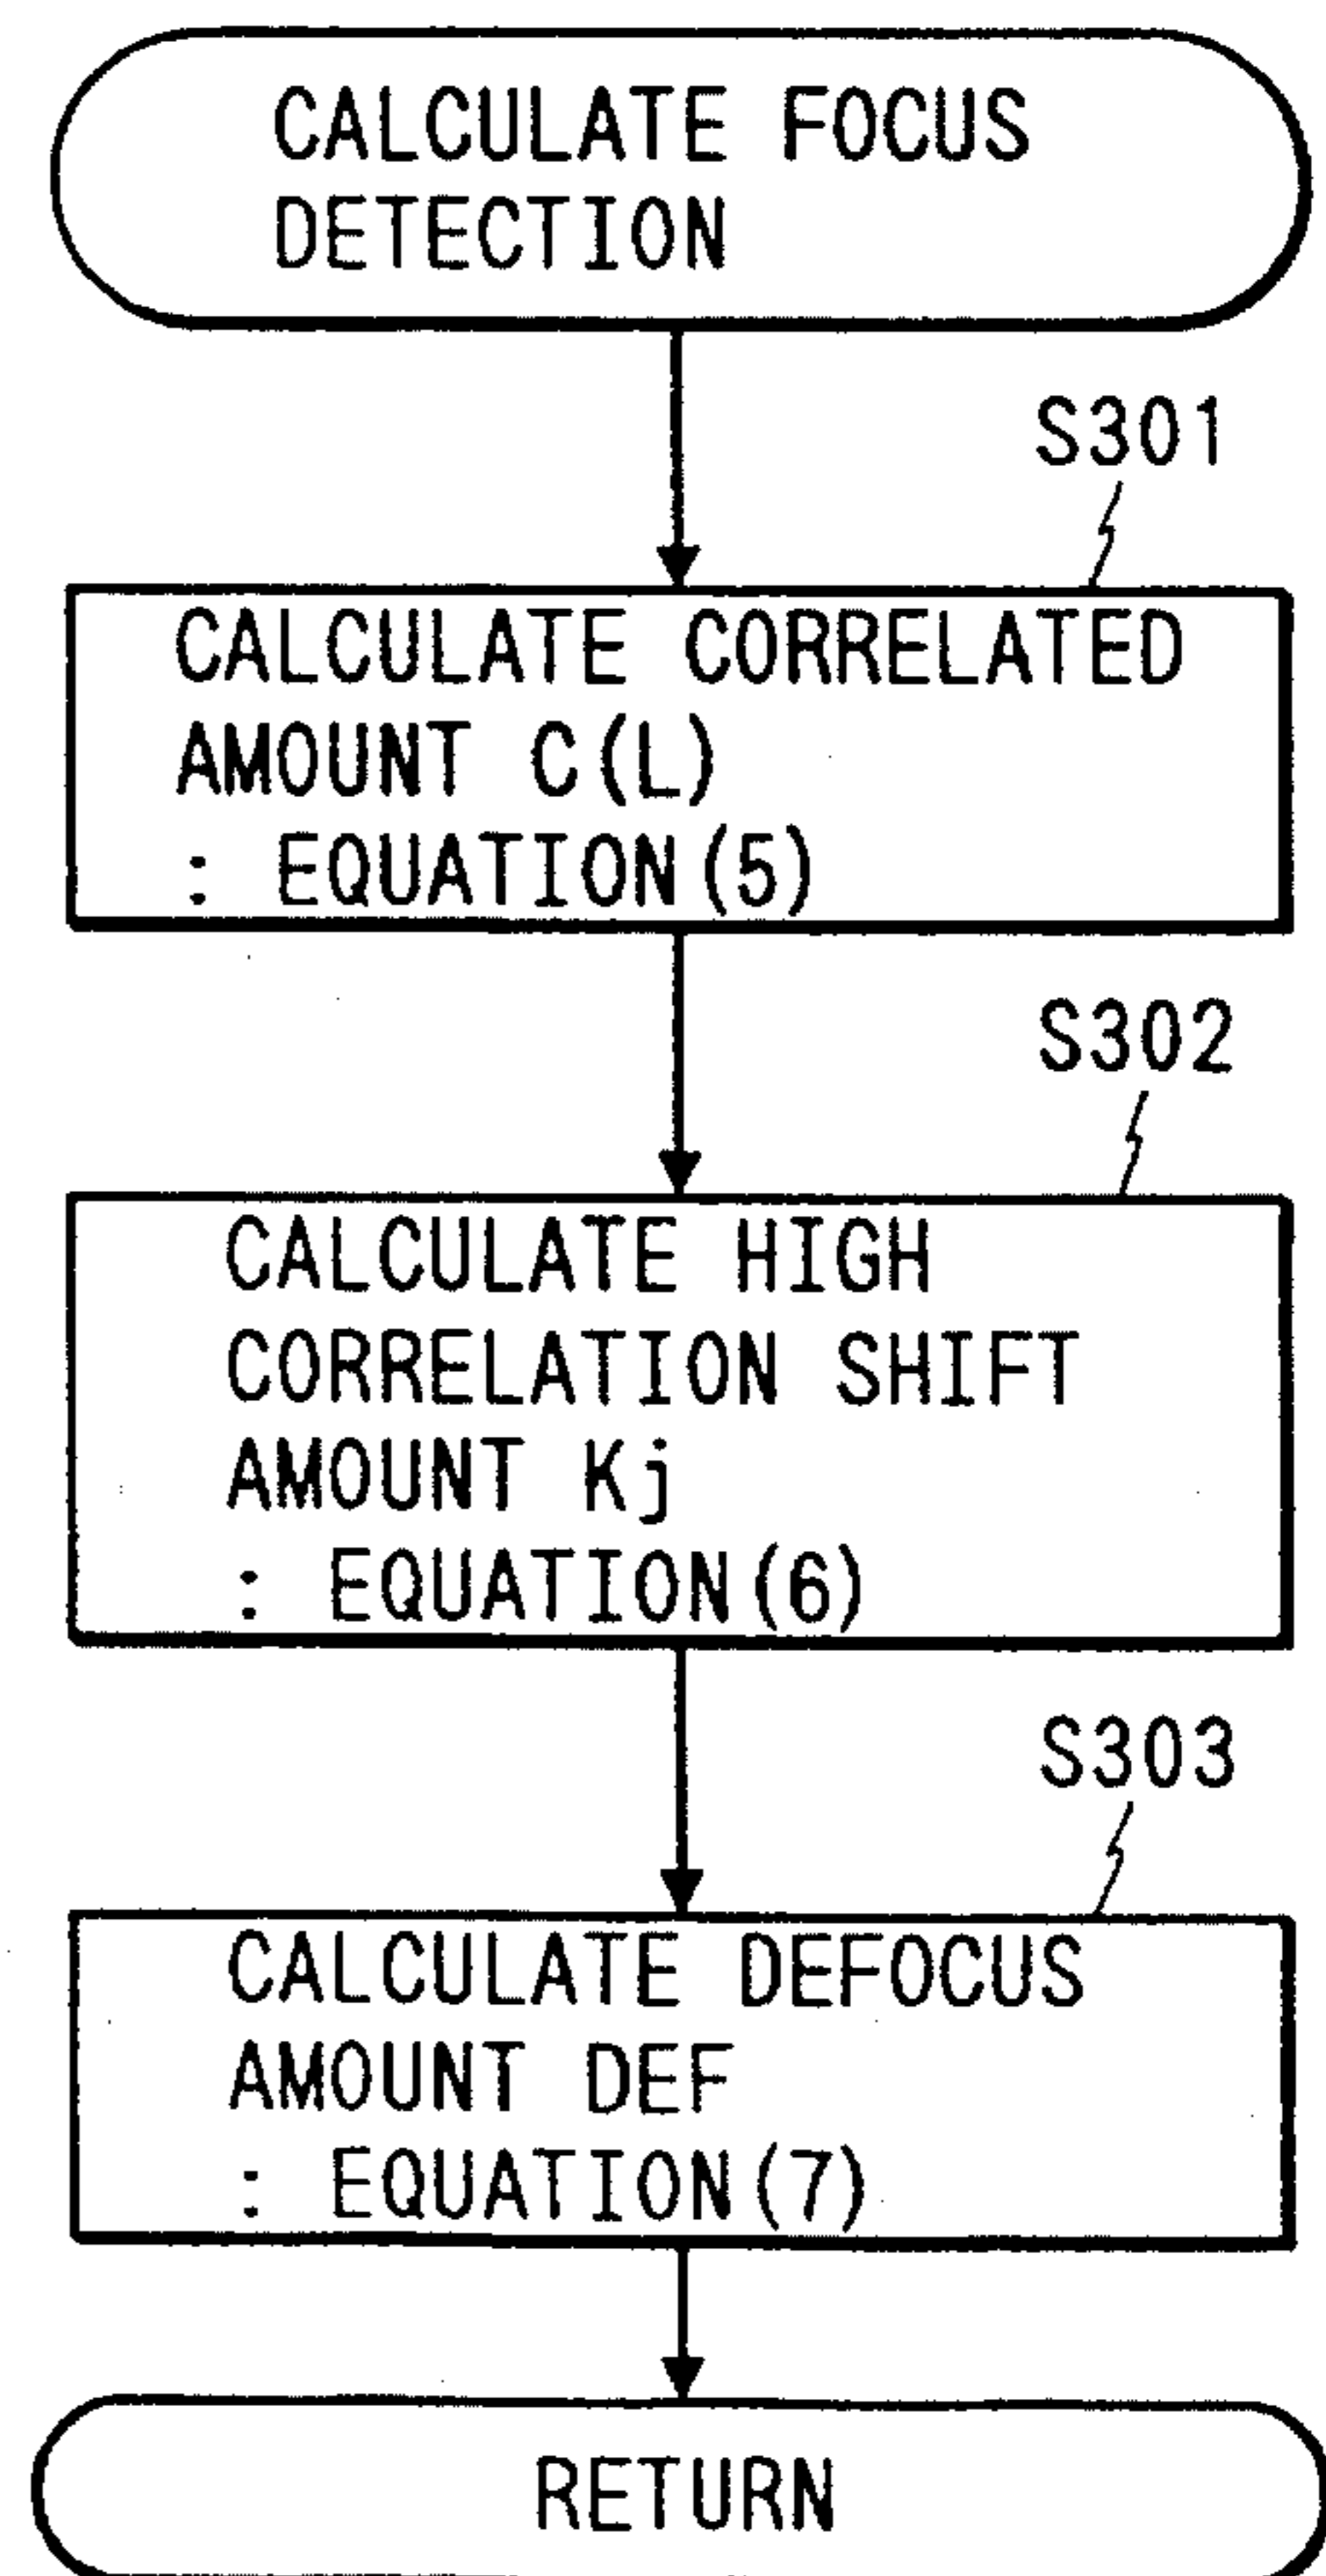 CALCULATE FOCUS
DETECTION
S301
CALCULATE CORRELATED
AMOUNT C(L)
: EQUATION(5)
S302
CALCULATE HIGH
CORRELATION SHIFT
AMOUNT Kj
: EQUATION(6)
S303
CALCULATE DEFOCUS
AMOUNT DEF
: EQUATION(7)
RETURN